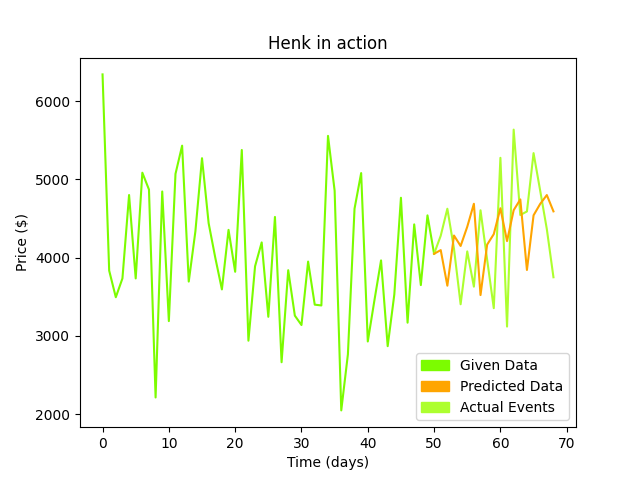 Henk in action
Price ($)
6000
5000
4000
3000
2000
Given Data
Predicted Data
Actual Events
0 10 20 30 40 50 60 70
Time (days)